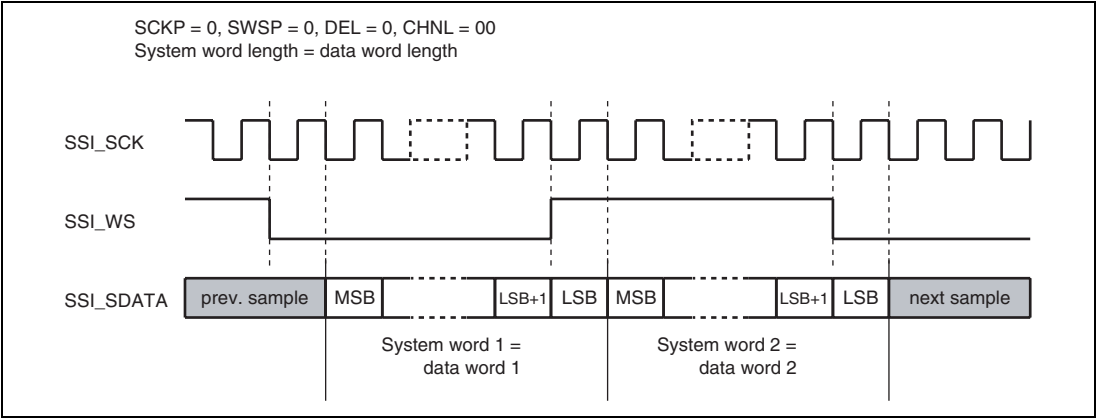 SCKP = 0, SWSP = 0, DEL = 0, CHNL = 00
System word length = data word length
SSI_SCK
SSI_WS
SSI_SDATA
prev. sample
MSB
LSB+1
LSB
MSB
LSB+1
LSB
next sample
System word 1 =
data word 1
System word 2 =
data word 2